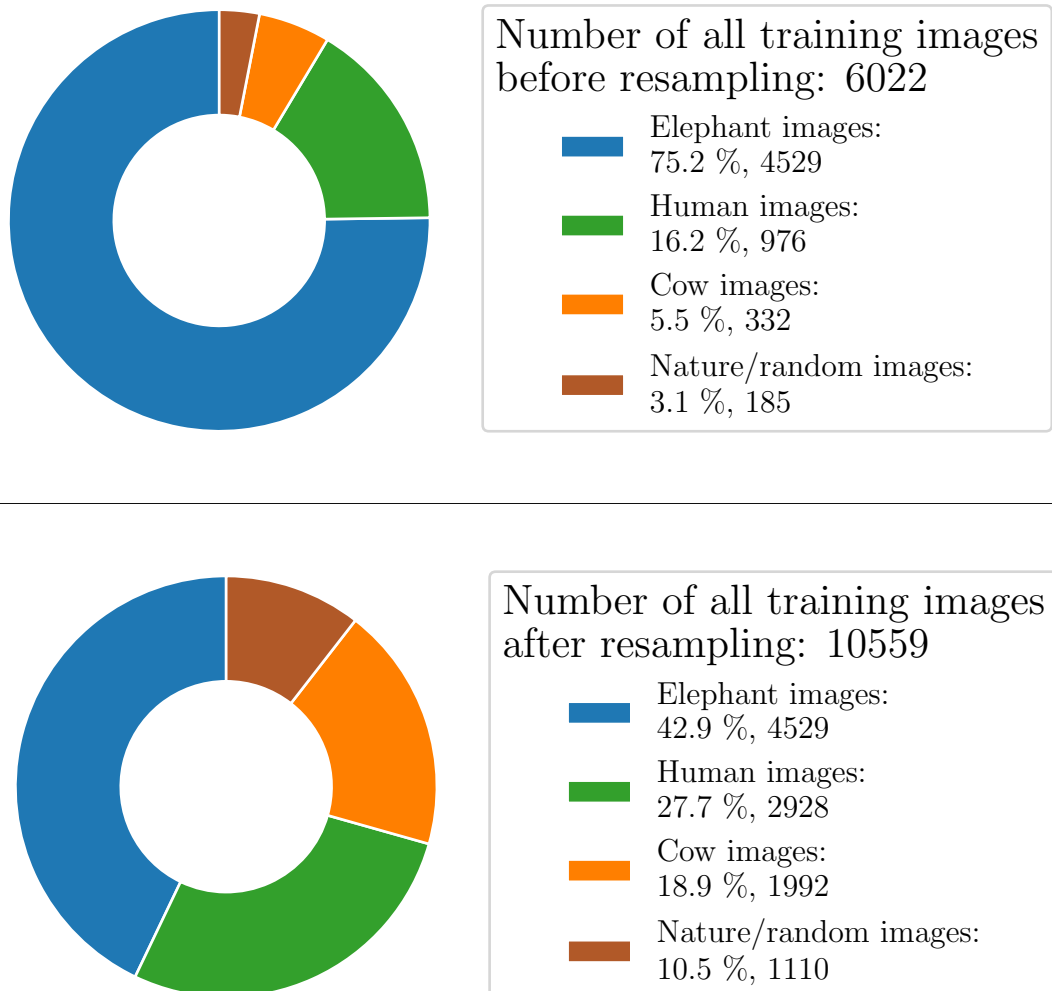 Number of all training images
before resampling: 6022
Elephant images:
75.2 %, 4529
Human images:
16.2 %, 976
Cow images:
5.5 %, 332
Nature/random images:
3.1 %, 185
Number of all training images
after resampling: 10559
Elephant images:
42.9 %, 4529
Human images:
27.7 %, 2928
Cow images:
18.9 %, 1992
Nature/random images:
10.5 %, 1110